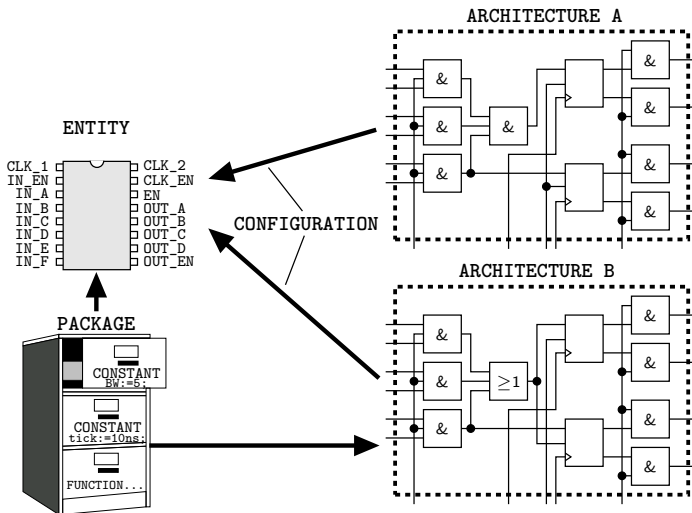 ARCHITECTURE A
&
&
&
&
&
&
&
&
ENTITY
CLK_1
IN_EN
IN_A
IN_B
IN_C
IN_D
IN_E
IN_F
CLK_2
CLK_EN
EN
OUT_A
OUT_B
OUT_C
OUT_D
OUT_EN
CONFIGURATION
ARCHITECTURE B
&
&
&
≥1
&
&
&
&
PACKAGE
CONSTANT
BW:=5;
CONSTANT
tick:=10ns;
FUNCTION...